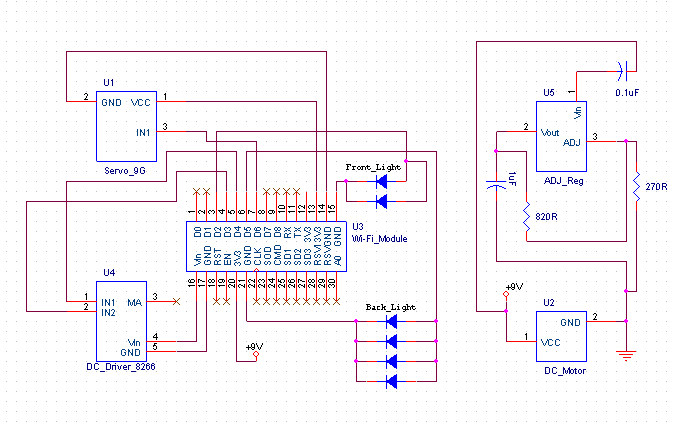 U1
2 GND VCC 1
IN1 3
Servo_9G
U5
1
Vin
0.1uF
2 Vout
ADJ 3
ADJ_Reg
1uF
820R
270R
Front_Light
1 2 3 4 5 6 7 8 9 10 11 12 13 14 15
D0 D1 D2 D3 D4 D5 D6 D7 D8 RX TX 3V3 GND
U3
Wi-Fi_Module
Vin GND RST EN 3V3 GND CLK SOD CMD SD1 SD2 SD3 RSV RSV A0
16 17 18 19 20 21 22 23 24 25 26 27 28 29 30
U4
1 IN1 MA 3
2 IN2
Vin 4
GND 5
DC_Driver_8266
+9V
Back_Light
+9V
U2
GND 2
1 VCC
DC_Motor